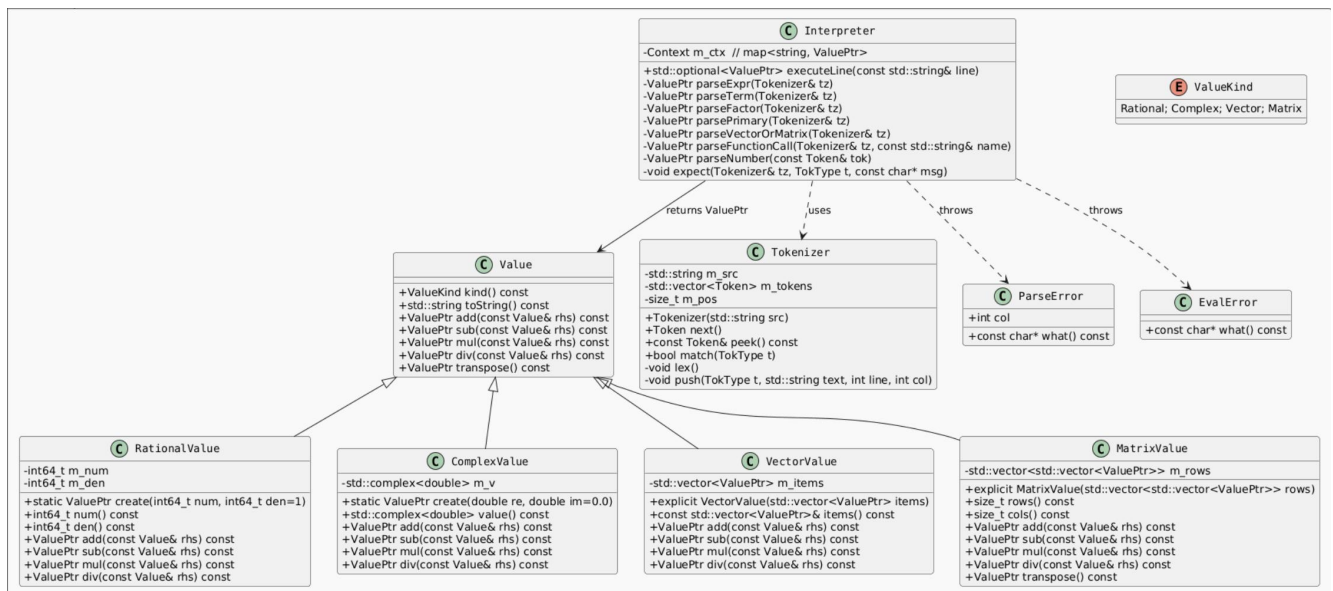 C Interpreter
-Context m_ctx // map<string, ValuePtr>
+std::optional<ValuePtr> executeLine(const std::string& line)
-ValuePtr parseExpr(Tokenizer& tz)
-ValuePtr parseTerm(Tokenizer& tz)
-ValuePtr parseFactor(Tokenizer& tz)
-ValuePtr parsePrimary(Tokenizer& tz)
-ValuePtr parseVectorOrMatrix(Tokenizer& tz)
-ValuePtr parseFunctionCall(Tokenizer& tz, const std::string& name)
-ValuePtr parseNumber(const Token& tok)
-void expect(Tokenizer& tz, TokType t, const char* msg)
E ValueKind
Rational; Complex; Vector; Matrix
returns ValuePtr
uses
throws
throws
C Value
+ValueKind kind() const
+std::string toString() const
+ValuePtr add(const Value& rhs) const
+ValuePtr sub(const Value& rhs) const
+ValuePtr mul(const Value& rhs) const
+ValuePtr div(const Value& rhs) const
+ValuePtr transpose() const
C Tokenizer
-std::string m_src
-std::vector<Token> m_tokens
-size_t m_pos
+Tokenizer(std::string src)
+Token next()
+const Token& peek() const
+bool match(TokType t)
-void lex()
-void push(TokType t, std::string text, int line, int col)
C ParseError
+int col
+const char* what() const
C EvalError
+const char* what() const
C RationalValue
-int64_t m_num
-int64_t m_den
+static ValuePtr create(int64_t num, int64_t den=1)
+int64_t num() const
+int64_t den() const
+ValuePtr add(const Value& rhs) const
+ValuePtr sub(const Value& rhs) const
+ValuePtr mul(const Value& rhs) const
+ValuePtr div(const Value& rhs) const
C ComplexValue
-std::complex<double> m_v
+static ValuePtr create(double re, double im=0.0)
+std::complex<double> value() const
+ValuePtr add(const Value& rhs) const
+ValuePtr sub(const Value& rhs) const
+ValuePtr mul(const Value& rhs) const
+ValuePtr div(const Value& rhs) const
C VectorValue
-std::vector<ValuePtr> m_items
+explicit VectorValue(std::vector<ValuePtr> items)
+const std::vector<ValuePtr>& items() const
+ValuePtr add(const Value& rhs) const
+ValuePtr sub(const Value& rhs) const
+ValuePtr mul(const Value& rhs) const
+ValuePtr div(const Value& rhs) const
C MatrixValue
-std::vector<std::vector<ValuePtr>> m_rows
+explicit MatrixValue(std::vector<std::vector<ValuePtr>> rows)
+size_t rows() const
+size_t cols() const
+ValuePtr add(const Value& rhs) const
+ValuePtr sub(const Value& rhs) const
+ValuePtr mul(const Value& rhs) const
+ValuePtr div(const Value& rhs) const
+ValuePtr transpose() const